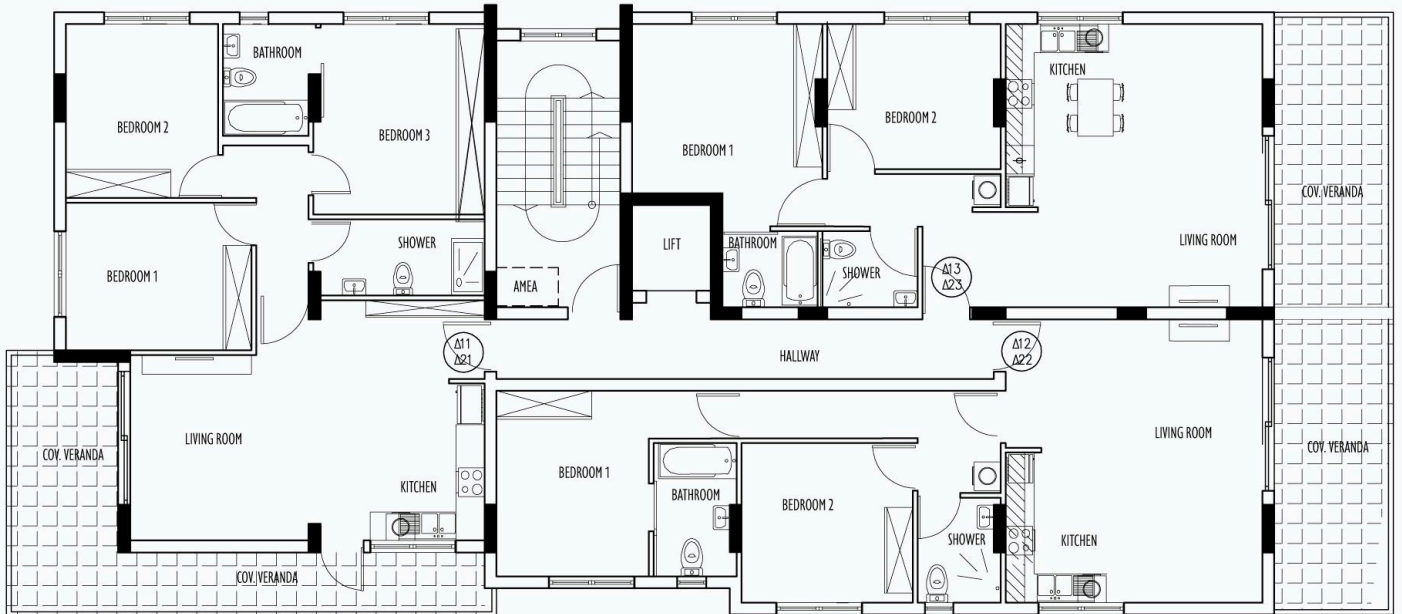 BATHROOM
BEDROOM 2
BEDROOM 3
BEDROOM 1
SHOWER
AMEA
LIFT
BEDROOM 1
BEDROOM 2
KITCHEN
COV. VERANDA
LIVING ROOM
BATHROOM
SHOWER
Δ13
Δ23
Δ11
Δ21
HALLWAY
Δ12
Δ22
LIVING ROOM
COV. VERANDA
KITCHEN
COV. VERANDA
BEDROOM 1
BATHROOM
BEDROOM 2
SHOWER
LIVING ROOM
KITCHEN
COV. VERANDA